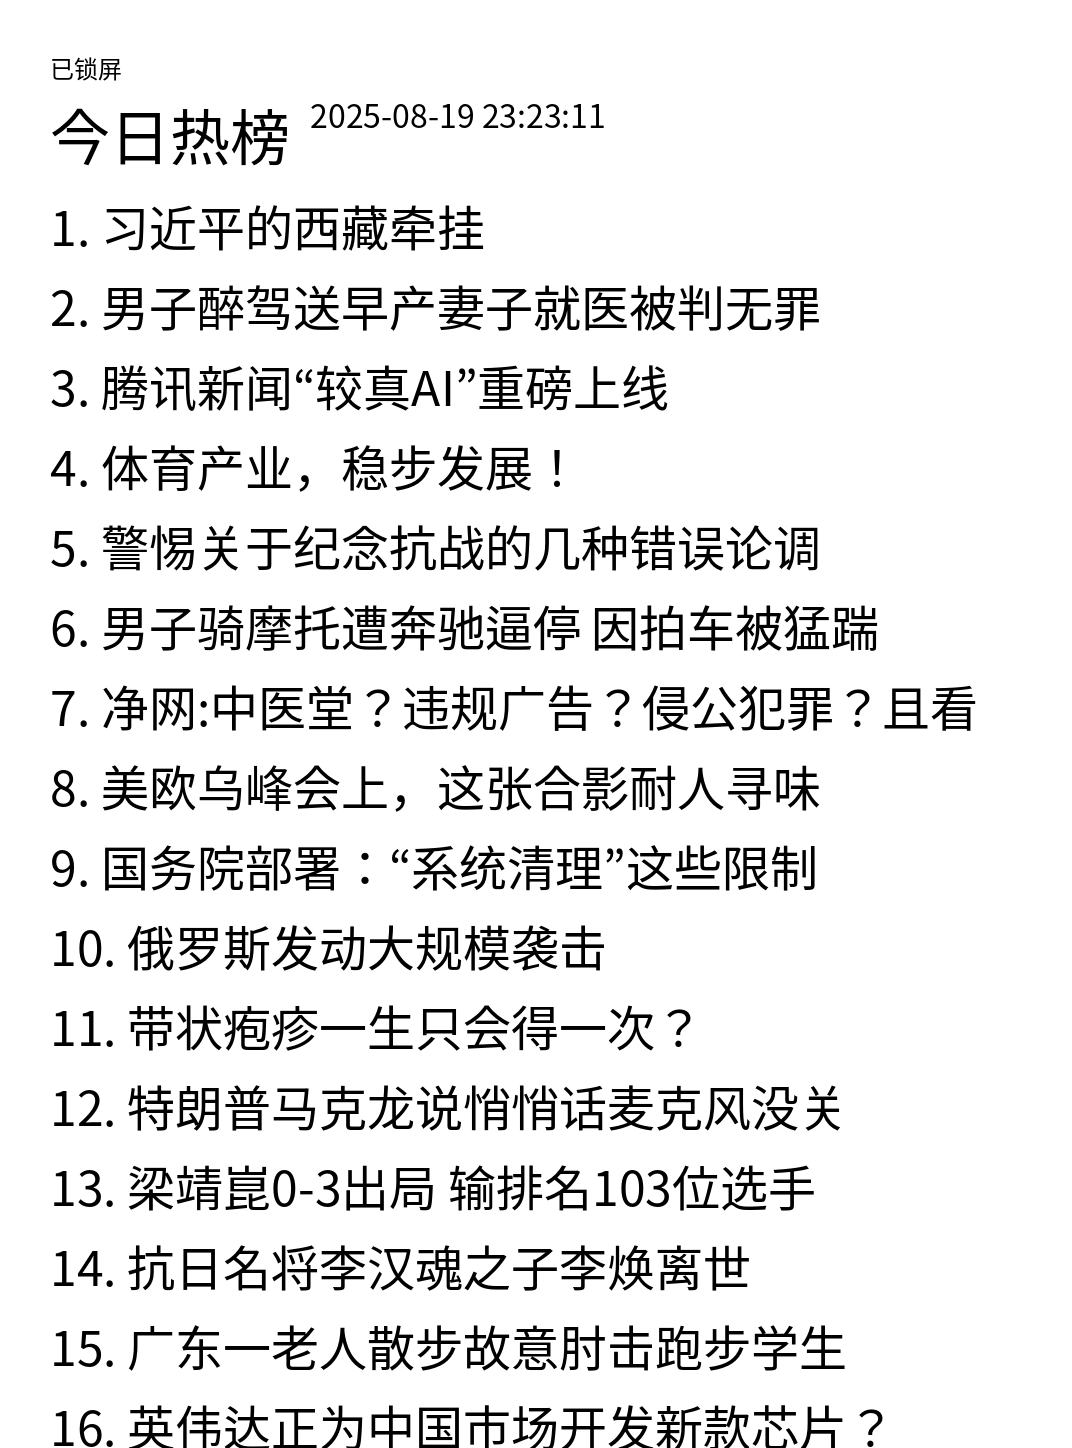 已锁屏
今日热榜 2025-08-19 23:23:11
1. 习近平的西藏牵挂
2. 男子醉驾送早产妻子就医被判无罪
3. 腾讯新闻“较真AI”重磅上线
4. 体育产业，稳步发展！
5. 警惕关于纪念抗战的几种错误论调
6. 男子骑摩托遭奔驰逼停 因拍车被猛踹
7. 净网:中医堂？违规广告？侵公犯罪？且看
8. 美欧乌峰会上，这张合影耐人寻味
9. 国务院部署：“系统清理”这些限制
10. 俄罗斯发动大规模袭击
11. 带状疱疹一生只会得一次？
12. 特朗普马克龙说悄悄话麦克风没关
13. 梁靖崑0-3出局 输排名103位选手
14. 抗日名将李汉魂之子李焕离世
15. 广东一老人散步故意肘击跑步学生
16. 英伟达正为中国市场开发新款芯片？